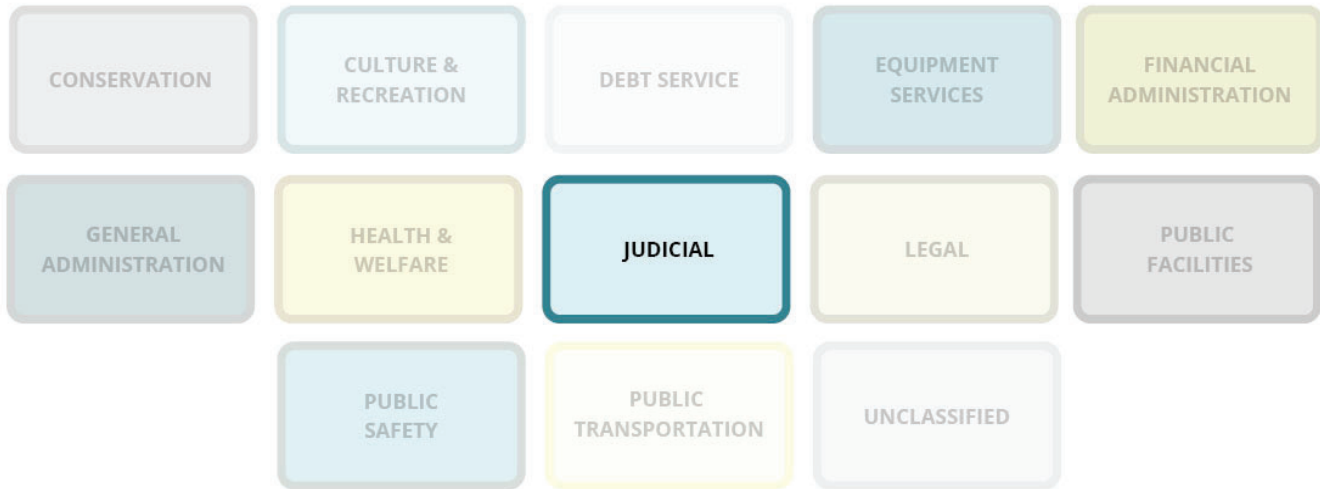 CONSERVATION
CULTURE &
RECREATION
DEBT SERVICE
EQUIPMENT
SERVICES
FINANCIAL
ADMINISTRATION
GENERAL
ADMINISTRATION
HEALTH &
WELFARE
JUDICIAL
LEGAL
PUBLIC
FACILITIES
PUBLIC
SAFETY
PUBLIC
TRANSPORTATION
UNCLASSIFIED